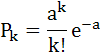 P_k = a^k/k! e^-a